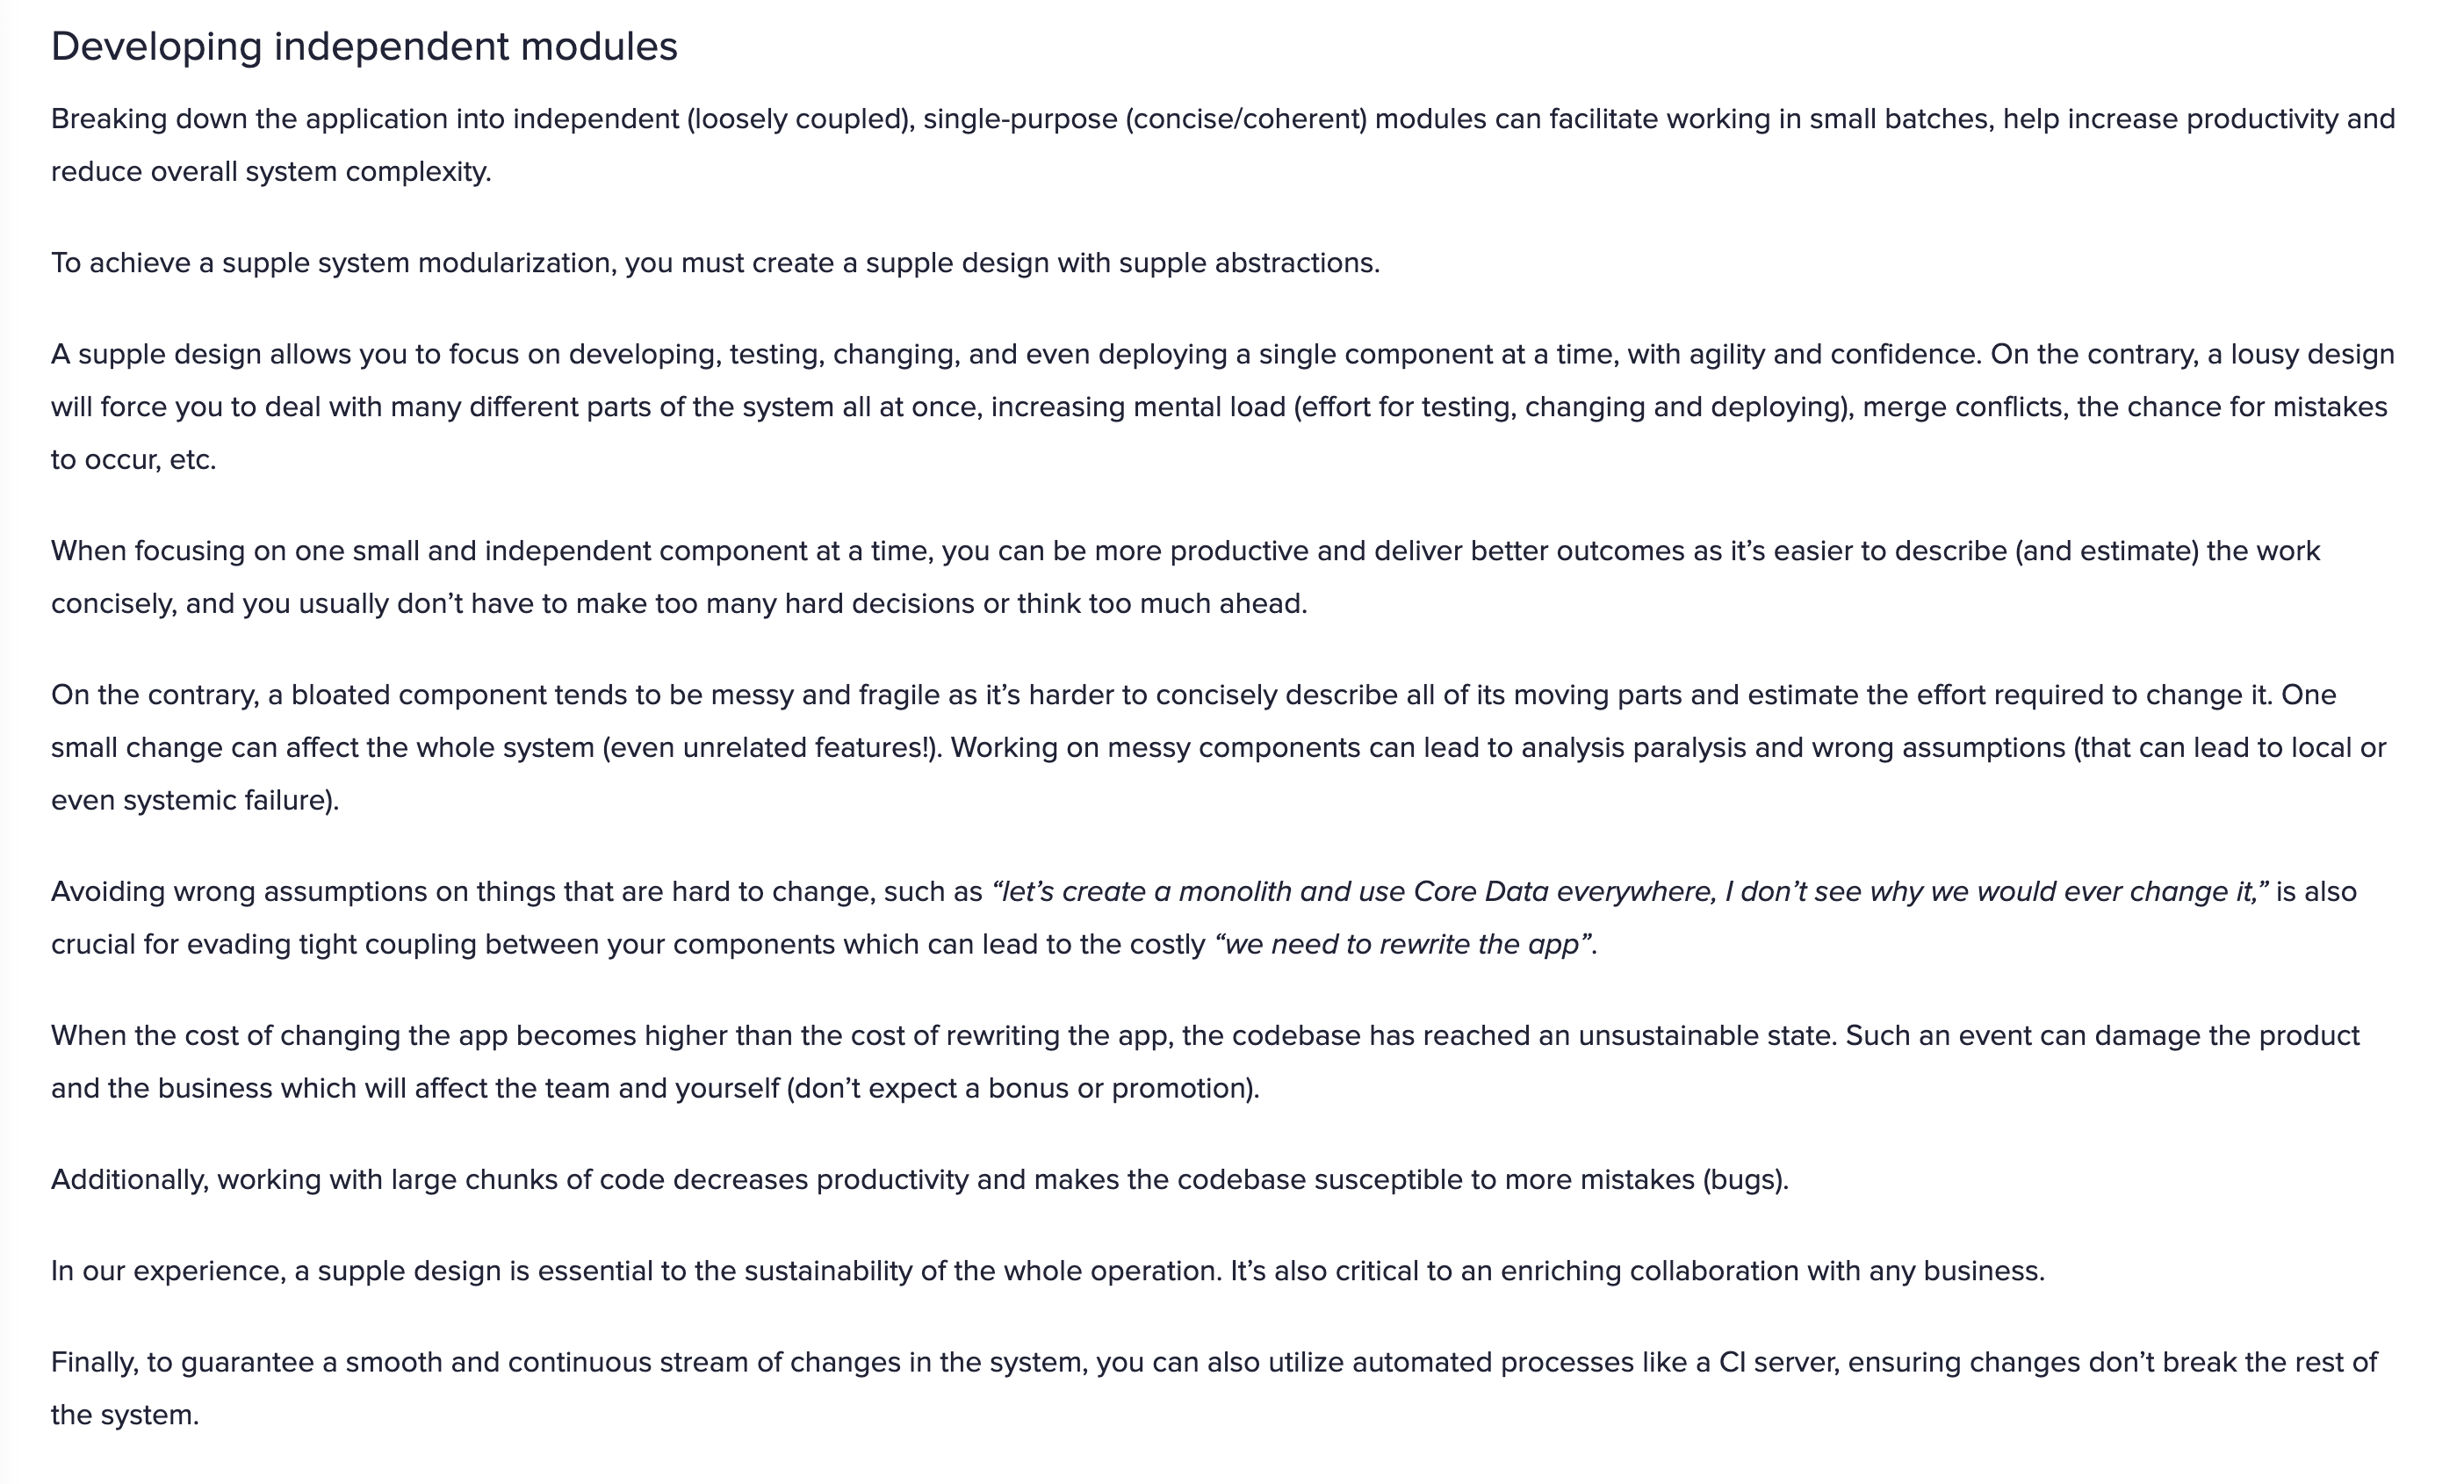 Developing independent modules
Breaking down the application into independent (loosely coupled), single-purpose (concise/coherent) modules can facilitate working in small batches, help increase productivity and
reduce overall system complexity.
To achieve a supple system modularization, you must create a supple design with supple abstractions.
A supple design allows you to focus on developing, testing, changing, and even deploying a single component at a time, with agility and confidence. On the contrary, a lousy design
will force you to deal with many different parts of the system all at once, increasing mental load (effort for testing, changing and deploying), merge conflicts, the chance for mistakes
to occur, etc.
When focusing on one small and independent component at a time, you can be more productive and deliver better outcomes as it’s easier to describe (and estimate) the work
concisely, and you usually don’t have to make too many hard decisions or think too much ahead.
On the contrary, a bloated component tends to be messy and fragile as it’s harder to concisely describe all of its moving parts and estimate the effort required to change it. One
small change can affect the whole system (even unrelated features!). Working on messy components can lead to analysis paralysis and wrong assumptions (that can lead to local or
even systemic failure).
Avoiding wrong assumptions on things that are hard to change, such as “let’s create a monolith and use Core Data everywhere, I don’t see why we would ever change it,” is also
crucial for evading tight coupling between your components which can lead to the costly “we need to rewrite the app”.
When the cost of changing the app becomes higher than the cost of rewriting the app, the codebase has reached an unsustainable state. Such an event can damage the product
and the business which will affect the team and yourself (don’t expect a bonus or promotion).
Additionally, working with large chunks of code decreases productivity and makes the codebase susceptible to more mistakes (bugs).
In our experience, a supple design is essential to the sustainability of the whole operation. It’s also critical to an enriching collaboration with any business.
Finally, to guarantee a smooth and continuous stream of changes in the system, you can also utilize automated processes like a CI server, ensuring changes don’t break the rest of
the system.